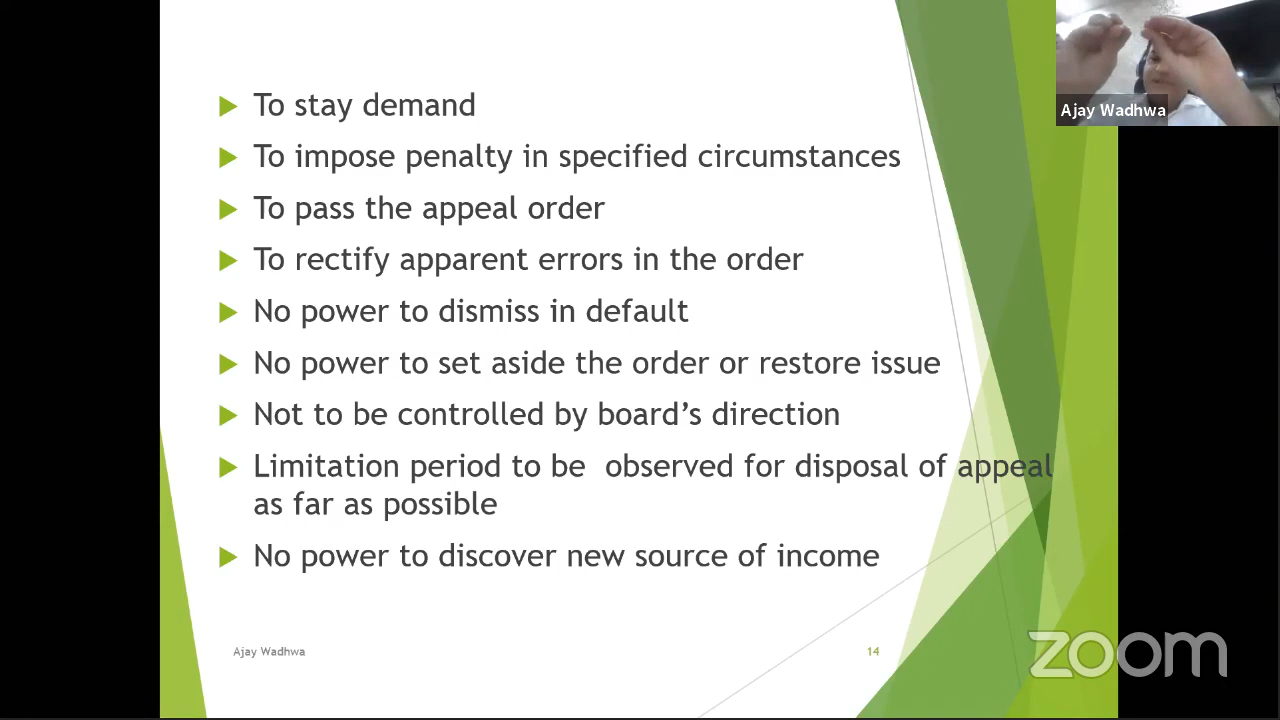 To stay demand
To impose penalty in specified circumstances
To pass the appeal order
To rectify apparent errors in the order
No power to dismiss in default
No power to set aside the order or restore issue
Not to be controlled by board’s direction
Limitation period to be  observed for disposal of appeal
as far as possible
No power to discover new source of income
Ajay Wadhwa
14
Ajay Wadhwa
zoom